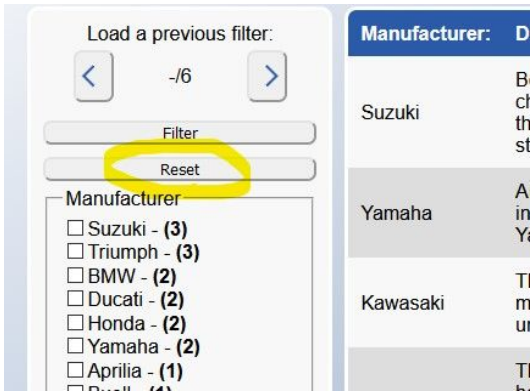 Load a previous filter:
-/6
Filter
Reset
Manufacturer
Suzuki - (3)
Triumph - (3)
BMW - (2)
Ducati - (2)
Honda - (2)
Yamaha - (2)
Aprilia - (1)
Manufacturer:
Suzuki
Yamaha
Kawasaki